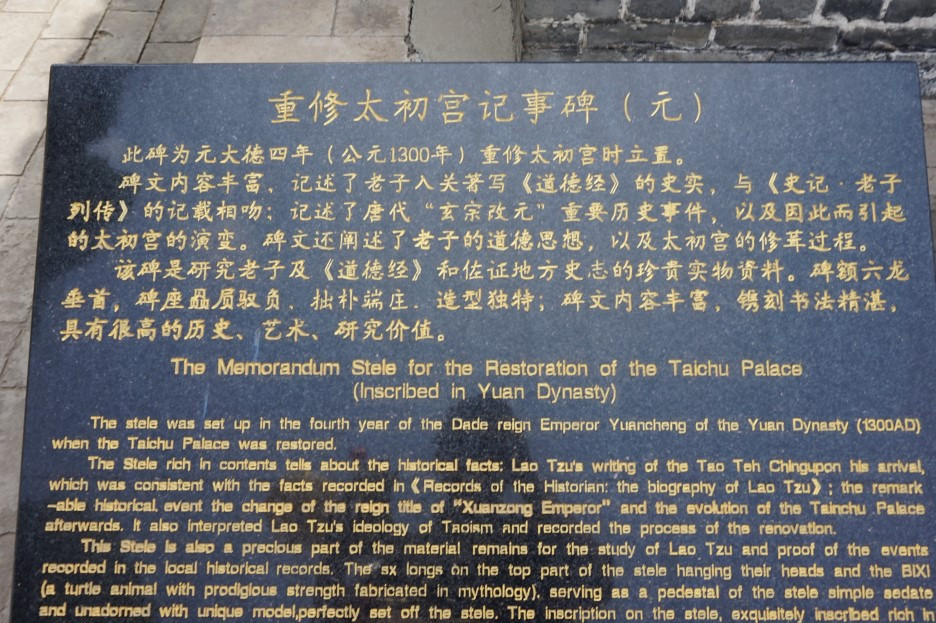 重修太初宫记事碑（元）
此碑为元大德四年（公元1300年）重修太初宫时立置。
碑文内容丰富、记述了老子入关著写《道德经》的史实，与《史记·老子
列传》的记载相吻；记述了唐代“玄宗改元”重要历史事件，以及因此而引起
的太初宫的演变。碑文还阐述了老子的道德思想，以及太初宫的修葺过程。
该碑是研究老子及《道德经》和佐证地方史志的珍贵实物资料。碑额六龙
垂首，碑座赑屃驭负、拙朴端庄、造型独特；碑文内容丰富，镌刻书法精湛，
具有很高的历史、艺术、研究价值。
The Memorandum Stele for the Restoration of the Taichu Palace
(Inscribed in Yuan Dynasty)
The stele was set up in the fourth year of the Dade reign Emperor Yuancheng of the Yuan Dynasty (1300AD)
when the Taichu Palace was restored.
The Stele rich in contents tells about the historical facts: Lao Tzu's writing of the Tao Teh Chingupon his arrival,
which was consistent with the facts recorded in《Records of the Historian: the biography of Lao Tzu》; the remark
-able historical event the change of the reign title of "Xuanzong Emperor" and the evolution of the Tainchu Palace
afterwards. It also interpreted Lao Tzu's ideology of Taoism and recorded the process of the renovation.
This Stele is also a precious part of the material remains for the study of Lao Tzu and proof of the events
recorded in the local historical records. The sx longs on the top part of the stele hanging their heads and the BIXI
(a turtle animal with prodigious strength fabricated in mythology), serving as a pedestal of the stele simple sedate
and unadorned with unique model,perfectly set off the stele. The inscription on the stele, exquisitely inscribed rich in